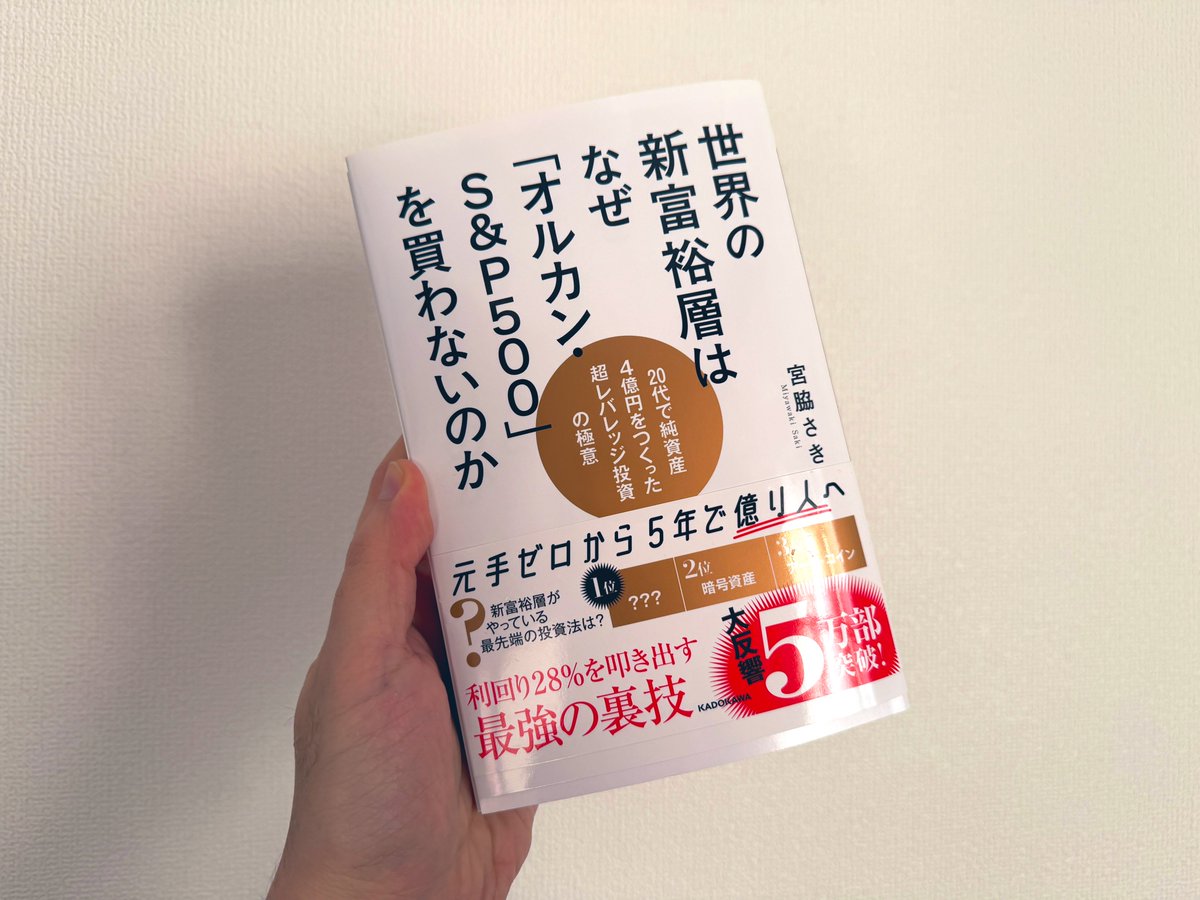 世界の
新富裕層は
なぜ
「オルカン・
S&P500」
を買わないのか
20代で純資産
4億円をつくった
超レバレッジ投資
の極意
宮脇さき
Miyawaki Saki
元手ゼロから5年で億り人へ
?
新富裕層が
やっている
最先端の投資法は?
1位
???
2位
暗号資産
コイン
利回り28%を叩き出す
最強の裏技
大反響
5万部
突破!
KADOKAWA